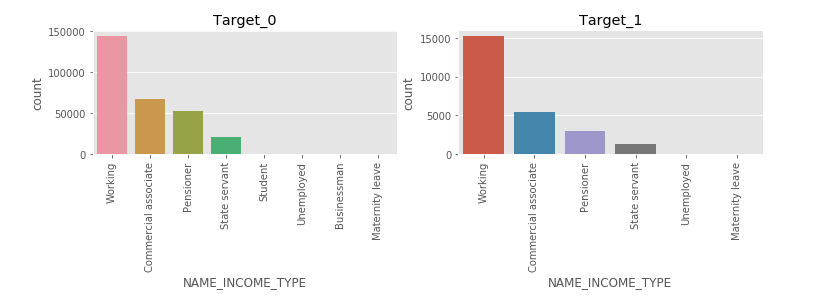 Target_0
150000
100000
50000
0
count
Working
Commercial associate
Pensioner
State servant
Student
Unemployed
Businessman
Maternity leave
NAME_INCOME_TYPE
Target_1
15000
10000
5000
0
count
Working
Commercial associate
Pensioner
State servant
Unemployed
Maternity leave
NAME_INCOME_TYPE